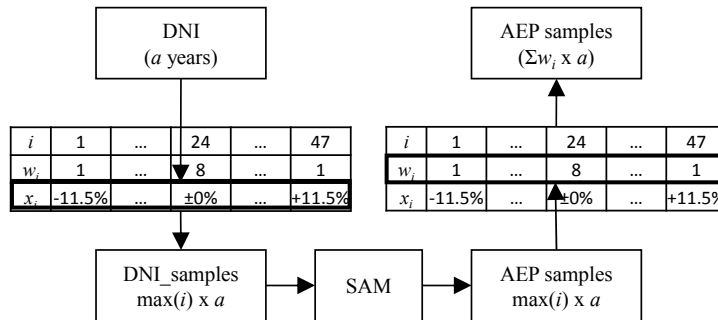 DNI
(a years)
AEP samples
(Σwᵢ x a)
i 1 ... 24 ... 47
wᵢ 1 ... 8 ... 1
xᵢ -11.5% ... ±0% ... +11.5%
i 1 ... 24 ... 47
wᵢ 1 ... 8 ... 1
xᵢ -11.5% ... ±0% ... +11.5%
DNI_samples
max(i) x a
SAM
AEP samples
max(i) x a